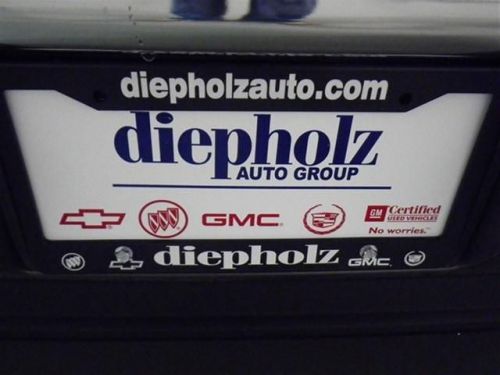 diepholzauto.com
diepholz
AUTO GROUP
GMC
GM Certified
USED VEHICLES
No worries.
diepholz GMC